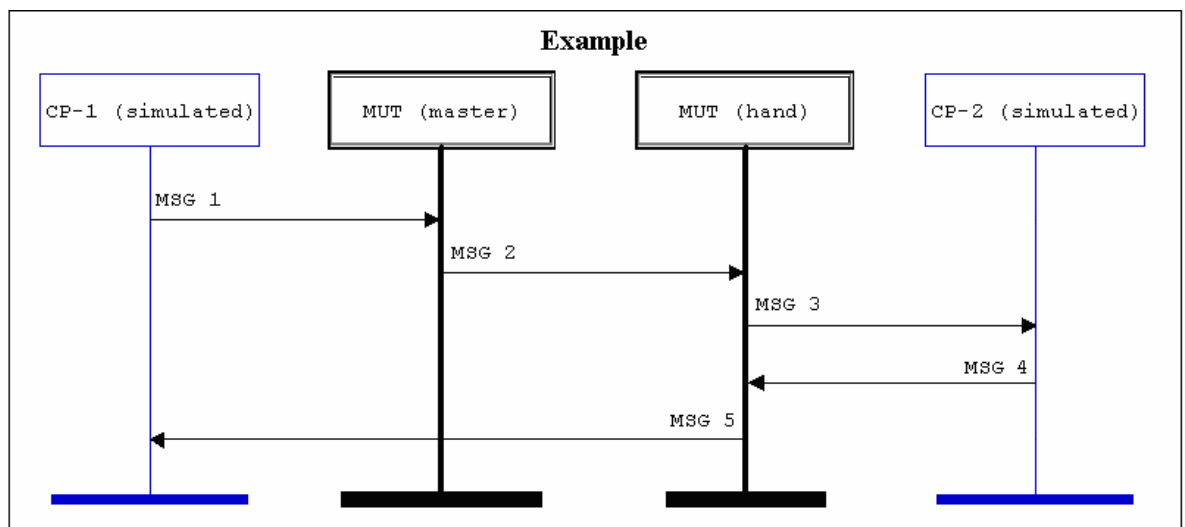 Example
CP-1 (simulated)
MUT (master)
MUT (hand)
CP-2 (simulated)
MSG 1
MSG 2
MSG 3
MSG 4
MSG 5